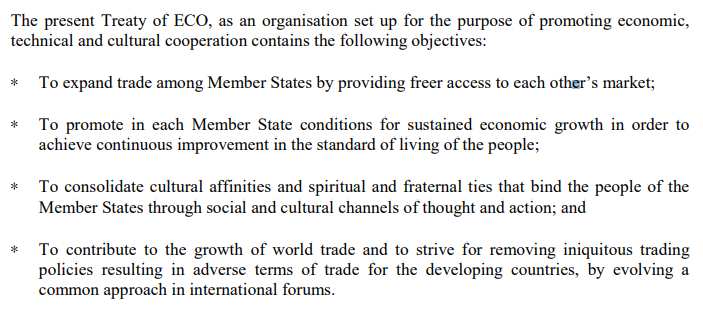 The present Treaty of ECO, as an organisation set up for the purpose of promoting economic,
technical and cultural cooperation contains the following objectives:
* To expand trade among Member States by providing freer access to each other’s market;
* To promote in each Member State conditions for sustained economic growth in order to
achieve continuous improvement in the standard of living of the people;
* To consolidate cultural affinities and spiritual and fraternal ties that bind the people of the
Member States through social and cultural channels of thought and action; and
* To contribute to the growth of world trade and to strive for removing iniquitous trading
policies resulting in adverse terms of trade for the developing countries, by evolving a
common approach in international forums.